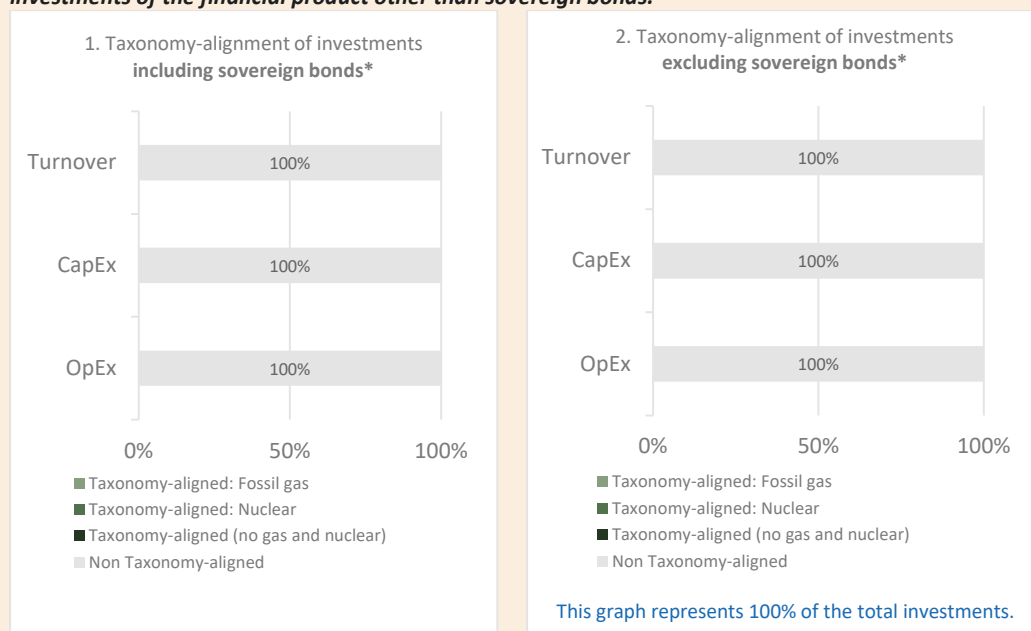 investments of the financial product other than sovereign bonds.
1. Taxonomy-alignment of investments
including sovereign bonds*
Turnover
100%
CapEx
100%
OpEx
100%
0% 50% 100%
Taxonomy-aligned: Fossil gas
Taxonomy-aligned: Nuclear
Taxonomy-aligned (no gas and nuclear)
Non Taxonomy-aligned
2. Taxonomy-alignment of investments
excluding sovereign bonds*
Turnover
100%
CapEx
100%
OpEx
100%
0% 50% 100%
Taxonomy-aligned: Fossil gas
Taxonomy-aligned: Nuclear
Taxonomy-aligned (no gas and nuclear)
Non Taxonomy-aligned
This graph represents 100% of the total investments.